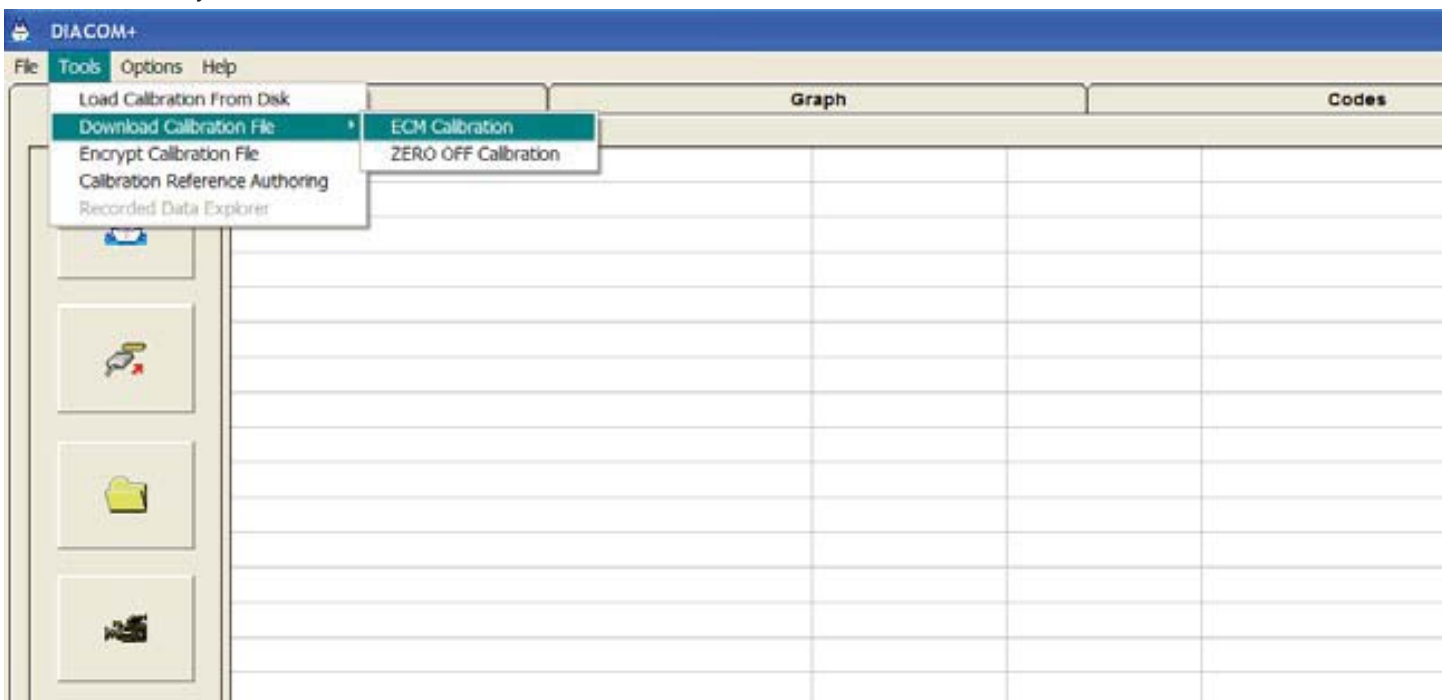 DIACOM+
File Tools Options Help
Graph Codes
Load Calibration From Disk
Download Calibration File ECM Calibration
Encrypt Calibration File ZERO OFF Calibration
Calibration Reference Authoring
Recorded Data Explorer